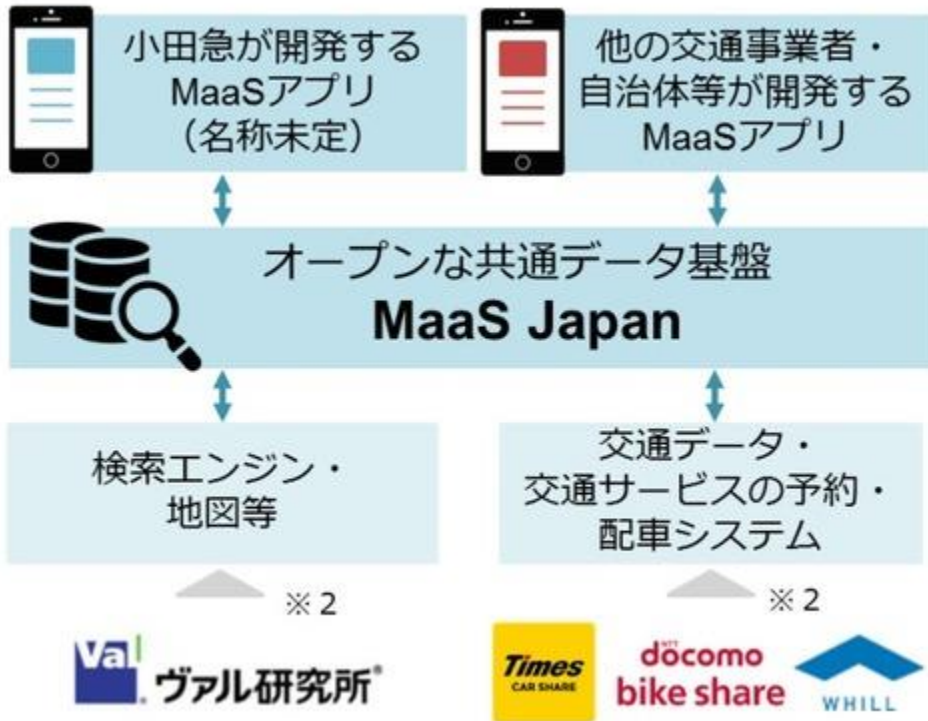 小田急が開発する
MaaSアプリ
（名称未定）
他の交通事業者・
自治体等が開発する
MaaSアプリ
オープンな共通データ基盤
MaaS Japan
検索エンジン・
地図等
交通データ・
交通サービスの予約・
配車システム
※2
※2
Val
ヴァル研究所®
Times
CAR SHARE
NTT
döcomo
bike share
WHILL